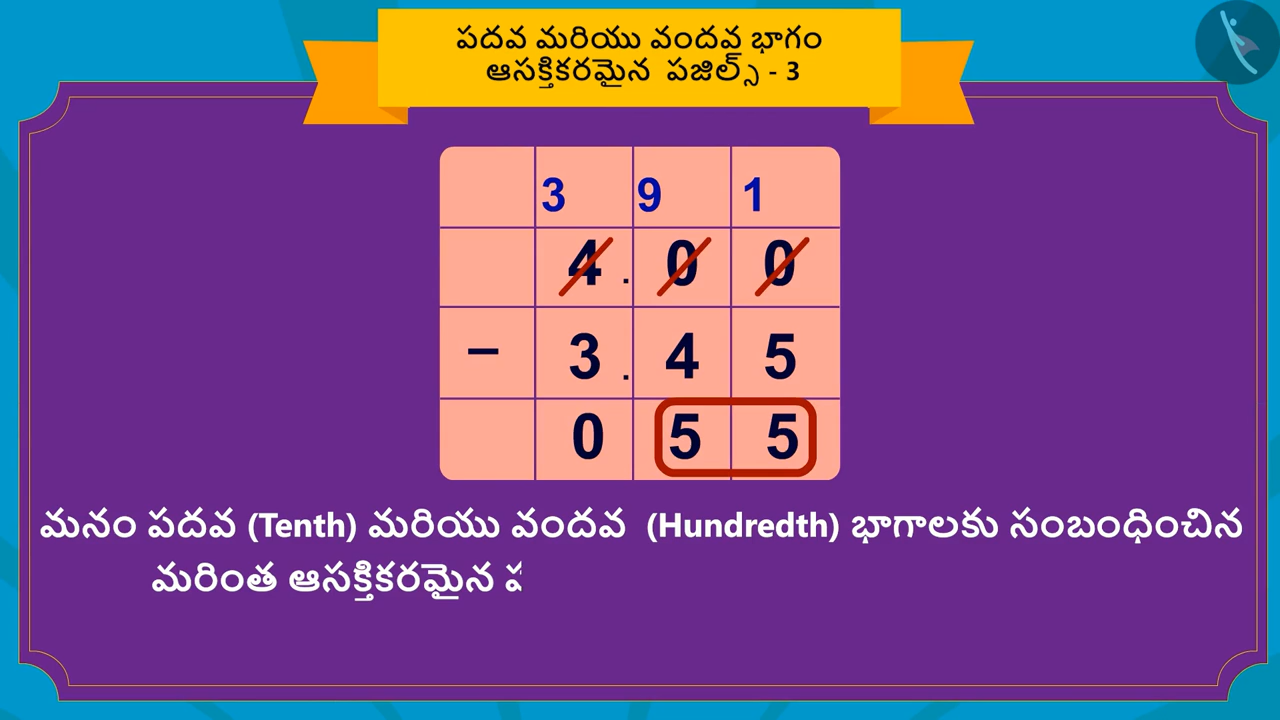 పదవ మరియు వందవ భాగం
ఆసక్తికరమైన పజిల్స్ - 3
3 9 1
4 . 0 0
– 3 . 4 5
0 5 5
మనం పదవ (Tenth) మరియు వందవ (Hundredth) భాగాలకు సంబంధించిన
మరింత ఆసక్తికరమైన